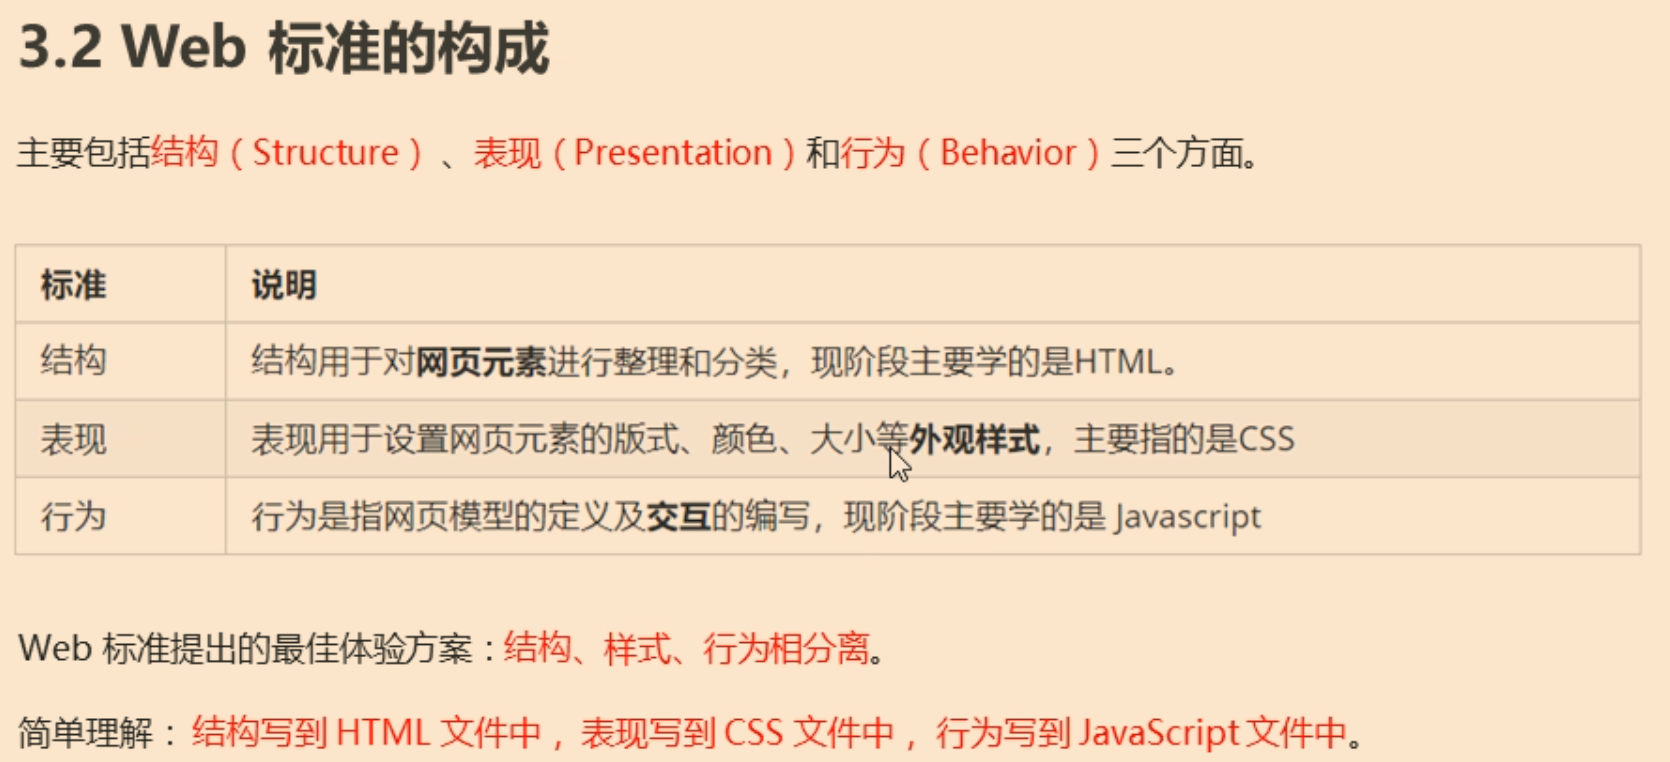 3.2 Web 标准的构成
主要包括结构（Structure）、表现（Presentation）和行为（Behavior）三个方面。
标准 说明
结构 结构用于对网页元素进行整理和分类，现阶段主要学的是HTML。
表现 表现用于设置网页元素的版式、颜色、大小等外观样式，主要指的是CSS
行为 行为是指网页模型的定义及交互的编写，现阶段主要学的是 Javascript
Web 标准提出的最佳体验方案：结构、样式、行为相分离。
简单理解： 结构写到 HTML 文件中， 表现写到 CSS 文件中， 行为写到 JavaScript 文件中。